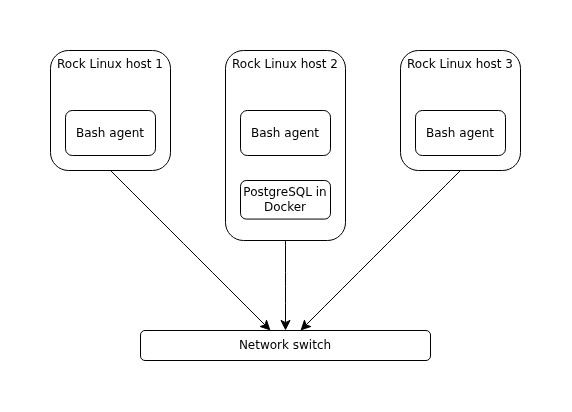 Rock Linux host 1
Rock Linux host 2
Rock Linux host 3
Bash agent
Bash agent
Bash agent
PostgreSQL in
Docker
Network switch